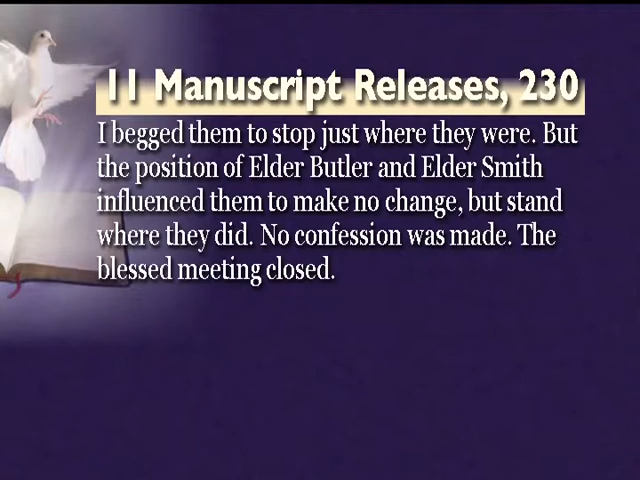 11 Manuscript Releases, 230
I begged them to stop just where they were. But
the position of Elder Butler and Elder Smith
influenced them to make no change, but stand
where they did. No confession was made. The
blessed meeting closed.